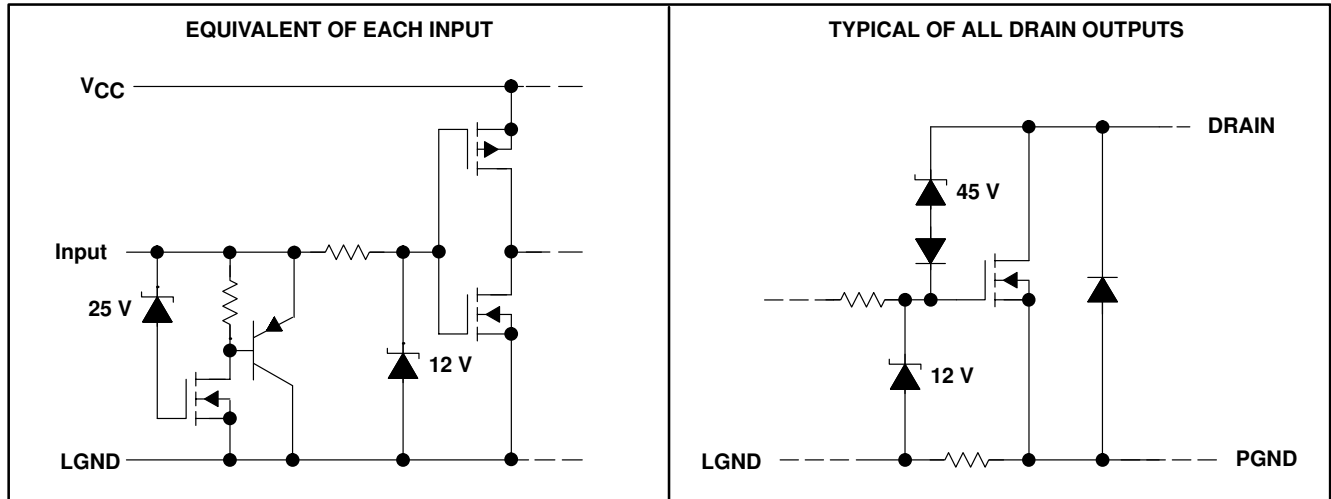 EQUIVALENT OF EACH INPUT
VCC
Input
25 V
12 V
LGND
TYPICAL OF ALL DRAIN OUTPUTS
DRAIN
45 V
12 V
LGND
PGND